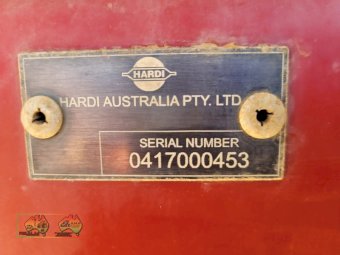 HARDI
HARDI AUSTRALIA PTY. LTD
SERIAL NUMBER
0417000453